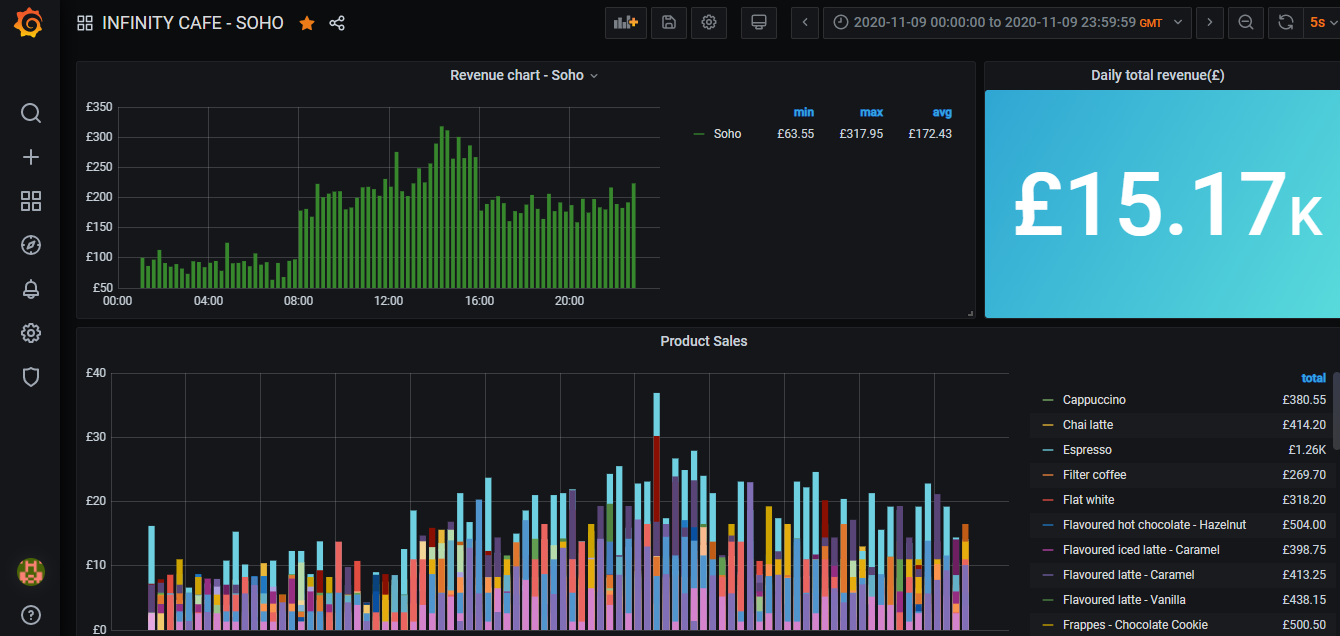 INFINITY CAFE - SOHO
2020-11-09 00:00:00 to 2020-11-09 23:59:59 GMT
5s
Revenue chart - Soho
£350
£300
£250
£200
£150
£100
£50
00:00 04:00 08:00 12:00 16:00 20:00
min max avg
Soho £63.55 £317.95 £172.43
Daily total revenue(£)
£15.17K
Product Sales
£40
£30
£20
£10
£0
total
Cappuccino £380.55
Chai latte £414.20
Espresso £1.26K
Filter coffee £269.70
Flat white £318.20
Flavoured hot chocolate - Hazelnut £504.00
Flavoured iced latte - Caramel £398.75
Flavoured latte - Caramel £413.25
Flavoured latte - Vanilla £438.15
Frappes - Chocolate Cookie £500.50